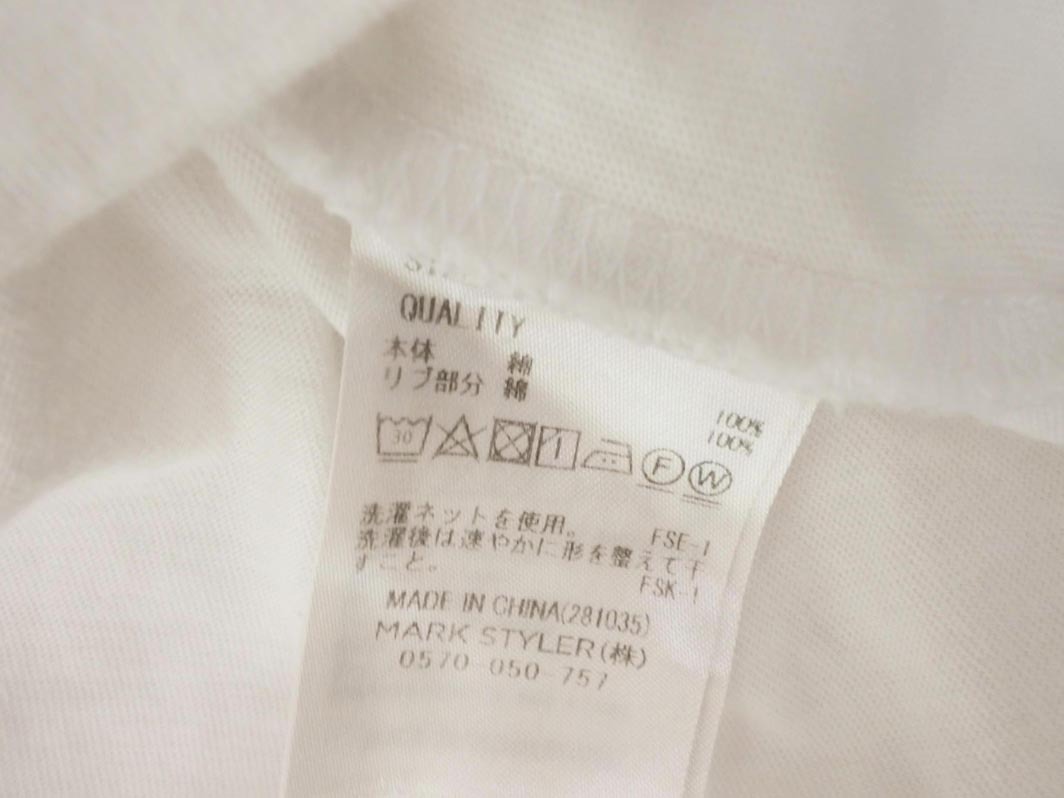 QUALITY
本体 綿 100%
リブ部分 綿 100%
30 F W
洗濯ネットを使用。 FSE-1
洗濯後は速やかに形を整えて干
すこと。 FSK-1
MADE IN CHINA(281035)
MARK STYLER(株)
0570-050-757